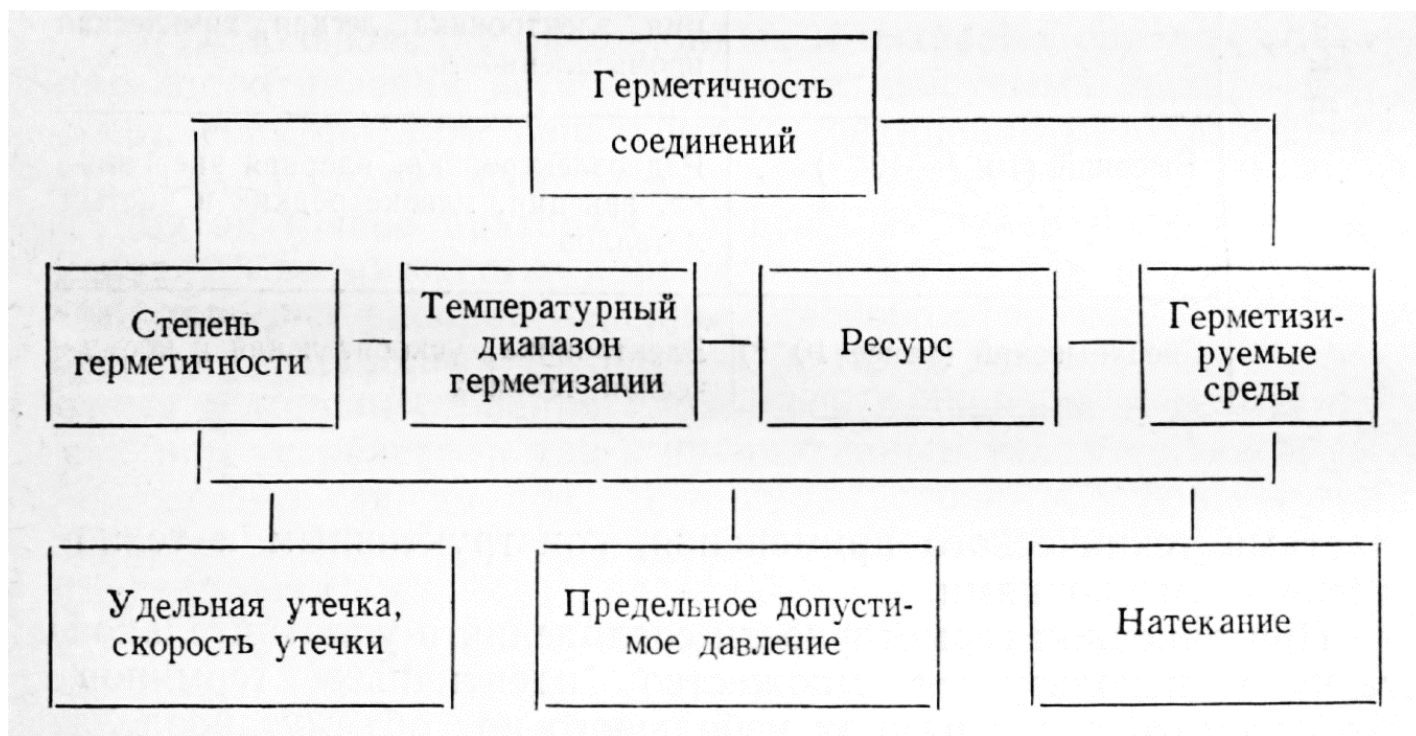 Герметичность
соединений
Степень
герметичности
Температурный
диапазон
герметизации
Ресурс
Герметизи-
руемые
среды
Удельная утечка,
скорость утечки
Предельное допусти-
мое давление
Натекание